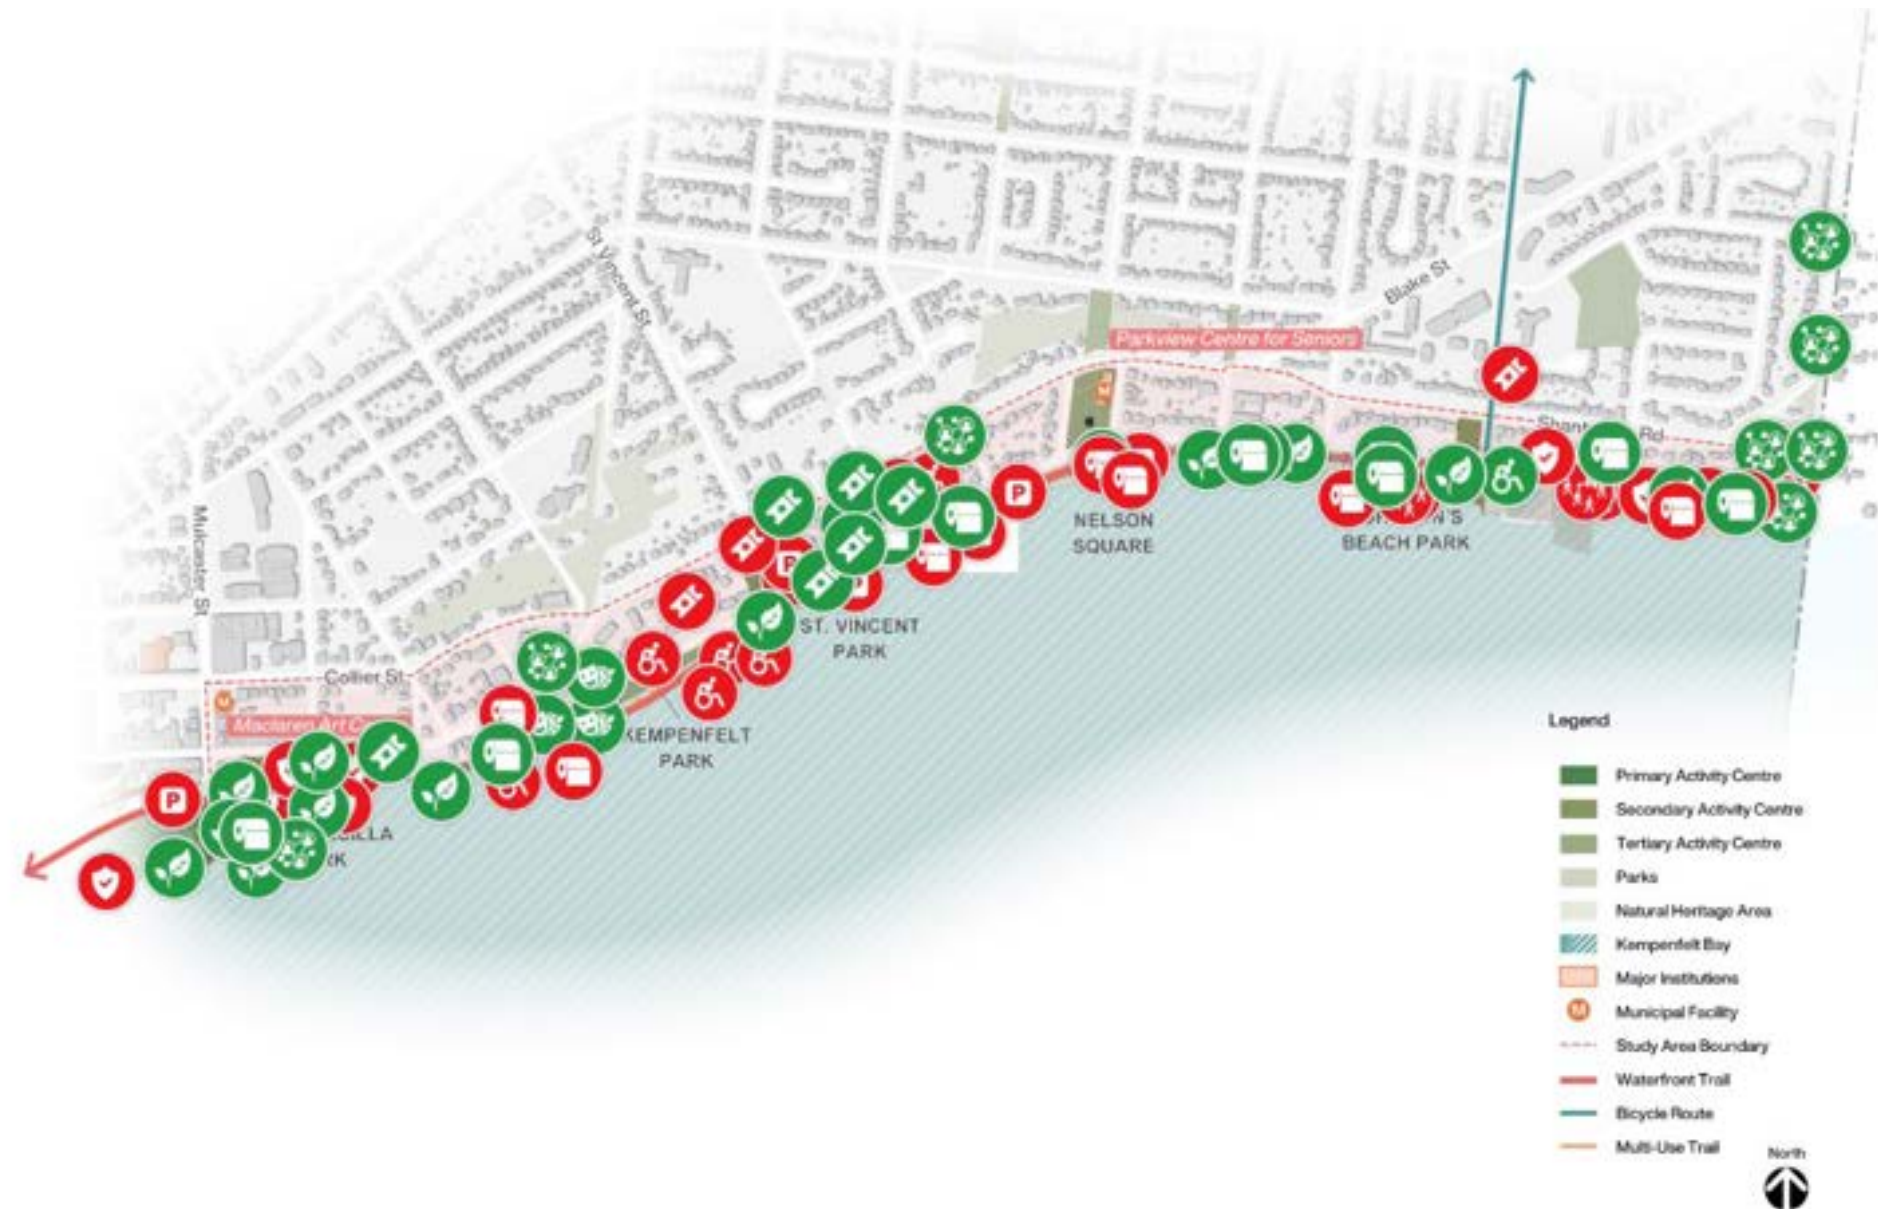 St Vincent St
Blake St
Parkview Centre for Seniors
Rd
Mulcaster St
NELSON
SQUARE
BEACH PARK
ST. VINCENT
PARK
Collier St
Maclaren Art
KEMPENFELT
PARK
P
P
P
M
Legend
Primary Activity Centre
Secondary Activity Centre
Tertiary Activity Centre
Parks
Natural Heritage Area
Kempenfelt Bay
Major Institutions
M Municipal Facility
Study Area Boundary
Waterfront Trail
Bicycle Route
Multi-Use Trail
North